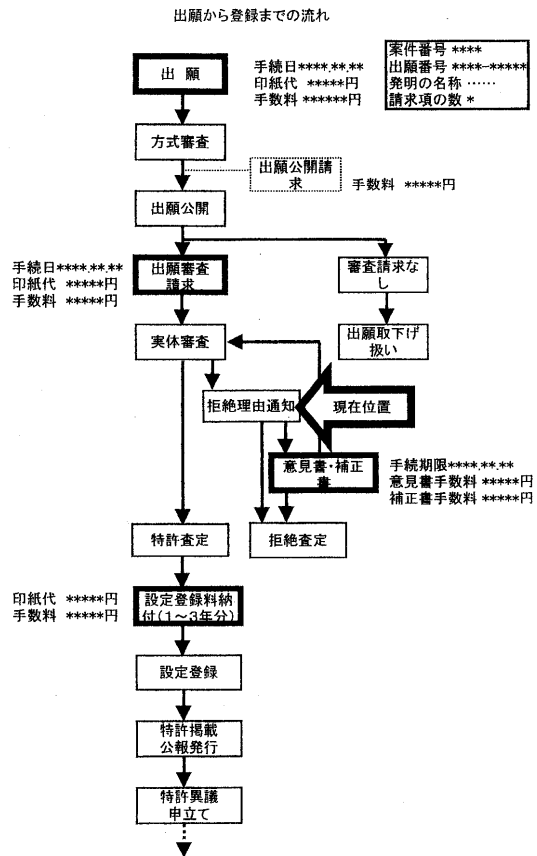 出願から登録までの流れ
出 願
手続日****.**.**
印紙代 *****円
手数料 ******円
案件番号 ****
出願番号 ****-*****
発明の名称 ……
請求項の数 *
方式審査
出願公開請
求
手数料 *****円
出願公開
手続日****.**.**
印紙代 *****円
手数料 *****円
出願審査
請求
審査請求な
し
実体審査
出願取下げ
扱い
拒絶理由通知
現在位置
意見書・補正
書
手続期限****.**.**
意見書手数料 *****円
補正書手数料 *****円
特許査定
拒絶査定
印紙代 *****円
手数料 *****円
設定登録料納
付(1～3年分)
設定登録
特許掲載
公報発行
特許異議
申立て